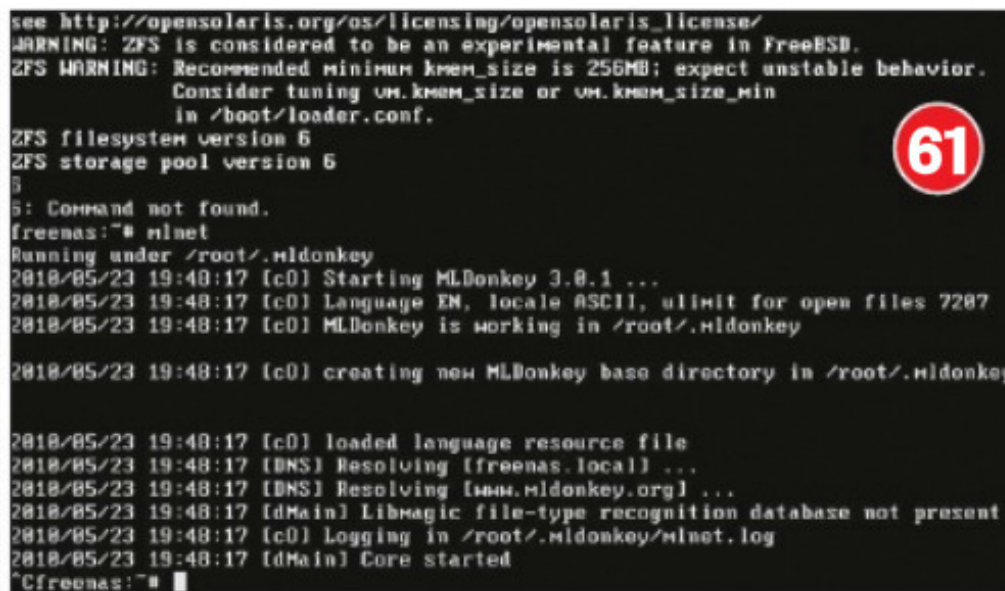 see http://opensolaris.org/os/licensing/opensolaris_license/
WARNING: ZFS is considered to be an experimental feature in FreeBSD.
ZFS WARNING: Recommended minimum kmem_size is 256MB; expect unstable behavior.
Consider tuning vm.kmem_size or vm.kmem_size_min
in /boot/loader.conf.
ZFS filesystem version 6
ZFS storage pool version 6
61
6
6: Command not found.
freenas:~# mlnet
Running under /root/.mldonkey
2010/05/23 19:48:17 [cO] Starting MLDonkey 3.0.1 ...
2010/05/23 19:48:17 [cO] Language EN, locale ASCII, ulimit for open files 7207
2010/05/23 19:48:17 [cO] MLDonkey is working in /root/.mldonkey
2010/05/23 19:48:17 [cO] creating new MLDonkey base directory in /root/.mldonkey
2010/05/23 19:48:17 [cO] loaded language resource file
2010/05/23 19:48:17 [DNS] Resolving [freenas.local] ...
2010/05/23 19:48:17 [DNS] Resolving [www.mldonkey.org] ...
2010/05/23 19:48:17 [dMain] Libmagic file-type recognition database not present
2010/05/23 19:48:17 [cO] Logging in /root/.mldonkey/mlnet.log
2010/05/23 19:48:17 [dMain] Core started
^Cfreenas:~#